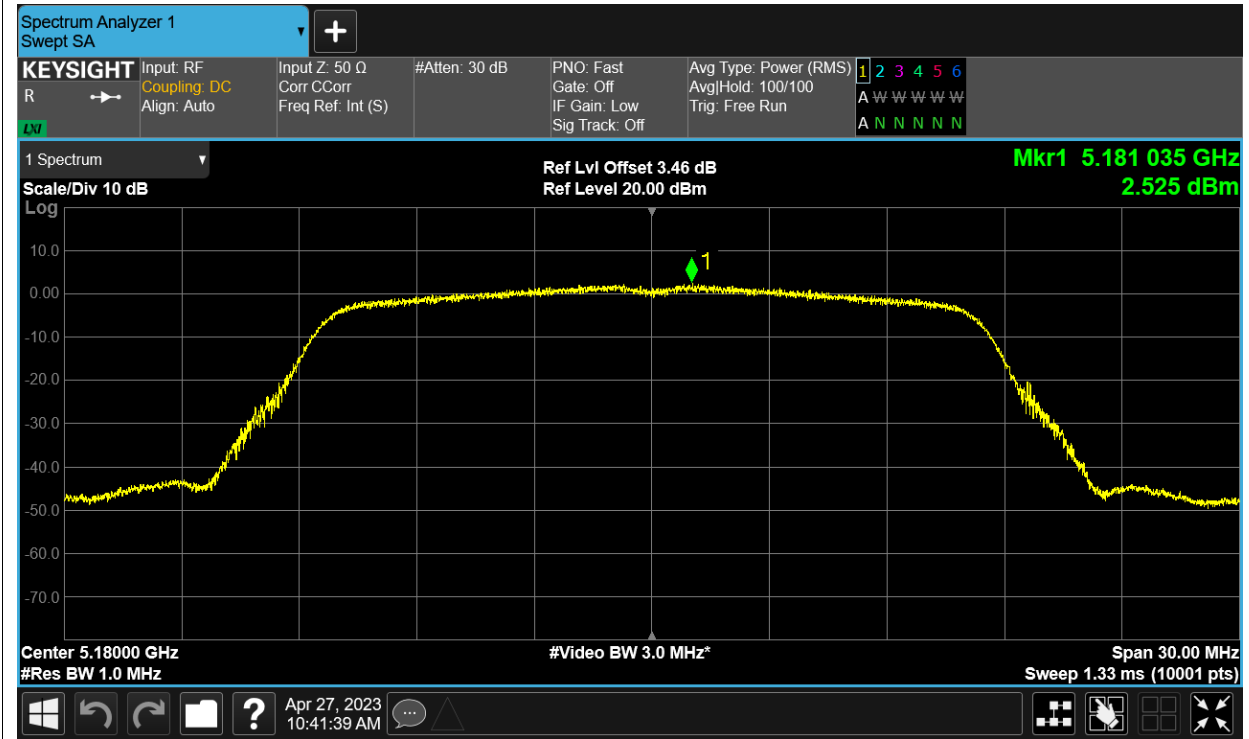 Spectrum Analyzer 1
Swept SA
+
KEYSIGHT
R
LXI
Input: RF
Coupling: DC
Align: Auto
Input Z: 50 Ω
Corr CCorr
Freq Ref: Int (S)
#Atten: 30 dB
PNO: Fast
Gate: Off
IF Gain: Low
Sig Track: Off
Avg Type: Power (RMS)
Avg|Hold: 100/100
Trig: Free Run
1 2 3 4 5 6
A W W W W W
A N N N N N
1 Spectrum
Scale/Div 10 dB
Log
Ref Lvl Offset 3.46 dB
Ref Level 20.00 dBm
Mkr1 5.181 035 GHz
2.525 dBm
1
10.0
0.00
-10.0
-20.0
-30.0
-40.0
-50.0
-60.0
-70.0
Center 5.18000 GHz
#Res BW 1.0 MHz
#Video BW 3.0 MHz*
Span 30.00 MHz
Sweep 1.33 ms (10001 pts)
?
Apr 27, 2023
10:41:39 AM